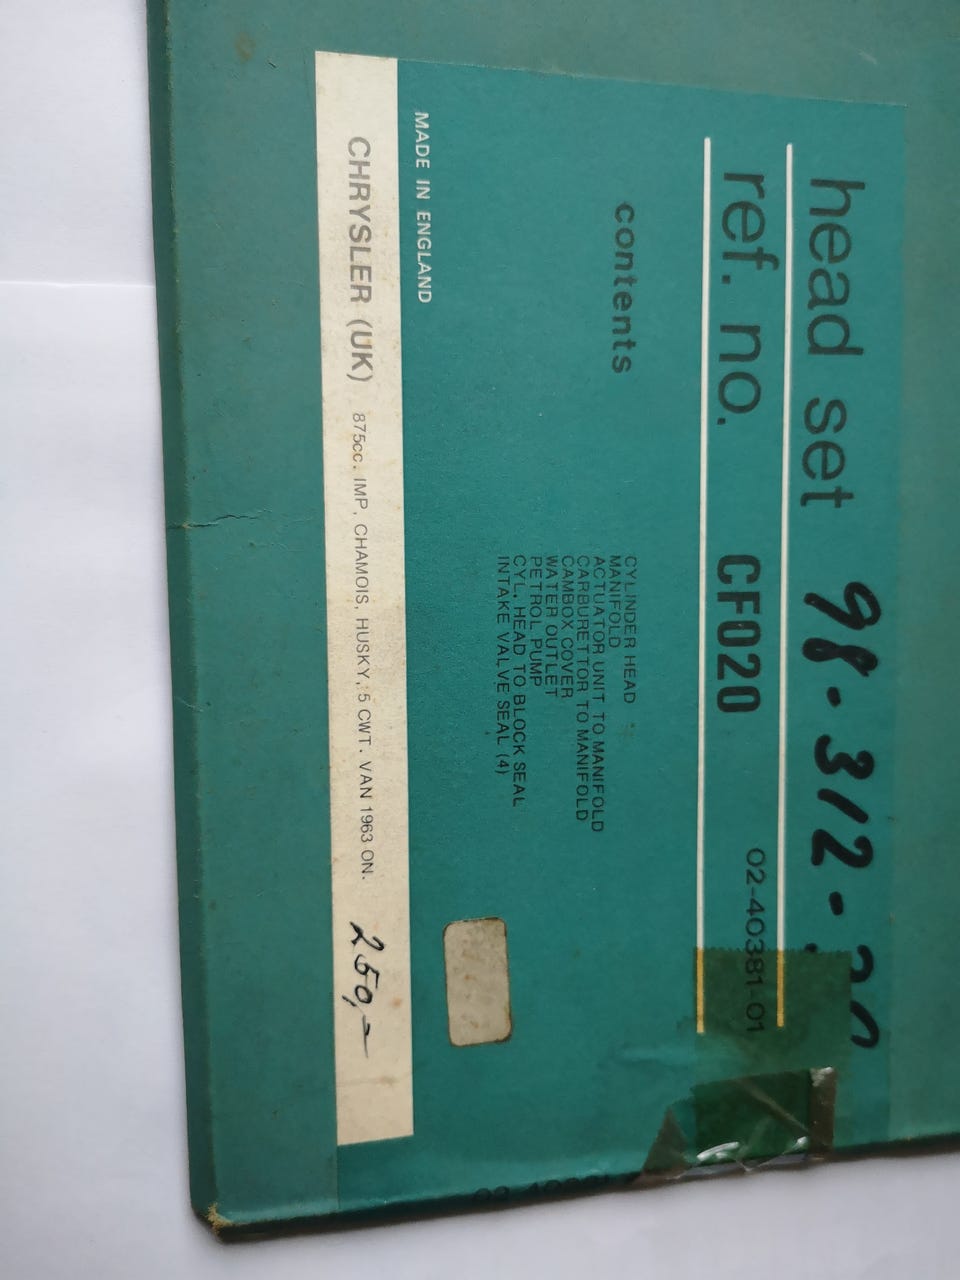 head set 98.312.
ref. no. CF020 02-40381-01
contents
CYLINDER HEAD
MANIFOLD
ACTUATOR UNIT TO MANIFOLD
CARBURETTOR TO MANIFOLD
CAMBOX COVER
WATER OUTLET
PETROL PUMP
CYL. HEAD TO BLOCK SEAL
INTAKE VALVE SEAL (4)
MADE IN ENGLAND
CHRYSLER (UK) 875cc. IMP, CHAMOIS, HUSKY, 5 CWT. VAN 1963 ON. 250,-